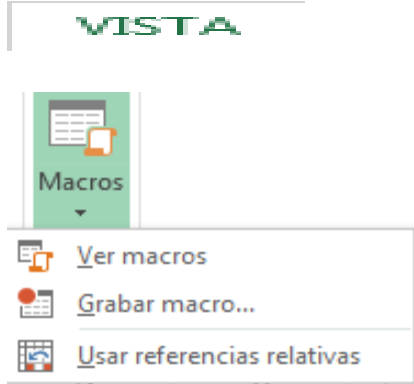 VISTA
Macros
Ver macros
Grabar macro...
Usar referencias relativas